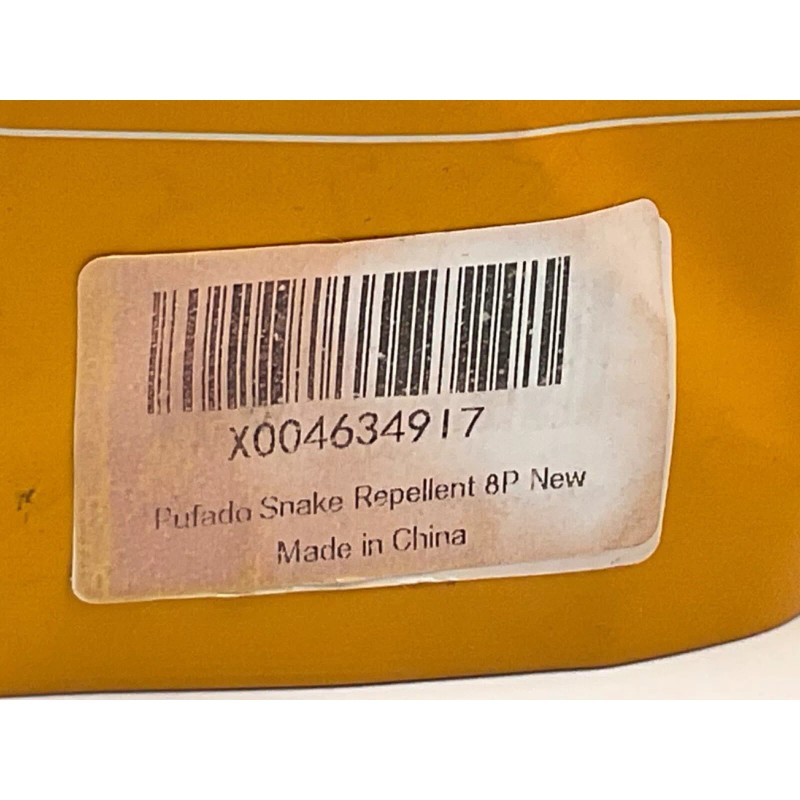 X004634917
Pufado Snake Repellent 8P New
Made in China